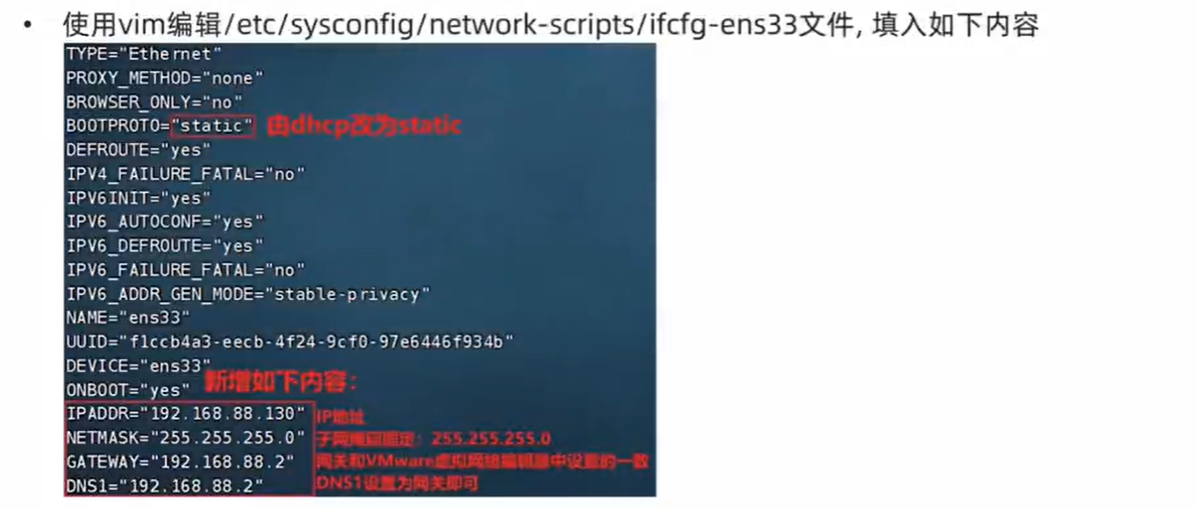 • 使用vim编辑/etc/sysconfig/network-scripts/ifcfg-ens33文件, 填入如下内容
TYPE="Ethernet"
PROXY_METHOD="none"
BROWSER_ONLY="no"
BOOTPROTO="static" 由dhcp改为static
DEFROUTE="yes"
IPV4_FAILURE_FATAL="no"
IPV6INIT="yes"
IPV6_AUTOCONF="yes"
IPV6_DEFROUTE="yes"
IPV6_FAILURE_FATAL="no"
IPV6_ADDR_GEN_MODE="stable-privacy"
NAME="ens33"
UUID="f1ccb4a3-eecb-4f24-9cf0-97e6446f934b"
DEVICE="ens33"
ONBOOT="yes" 新增如下内容：
IPADDR="192.168.88.130" IP地址
NETMASK="255.255.255.0" 子网掩码固定：255.255.255.0
GATEWAY="192.168.88.2" 网关和VMware虚拟网络编辑器中设置的一致
DNS1="192.168.88.2" DNS1设置为网关即可